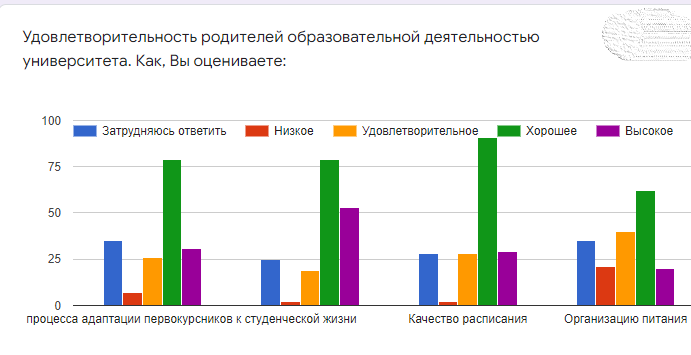 Удовлетворительность родителей образовательной деятельностью
университета. Как, Вы оцениваете:
100
Затрудняюсь ответить Низкое Удовлетворительное Хорошее Высокое
75
50
25
0
процесса адаптации первокурсников к студенческой жизни Качество расписания Организацию питания